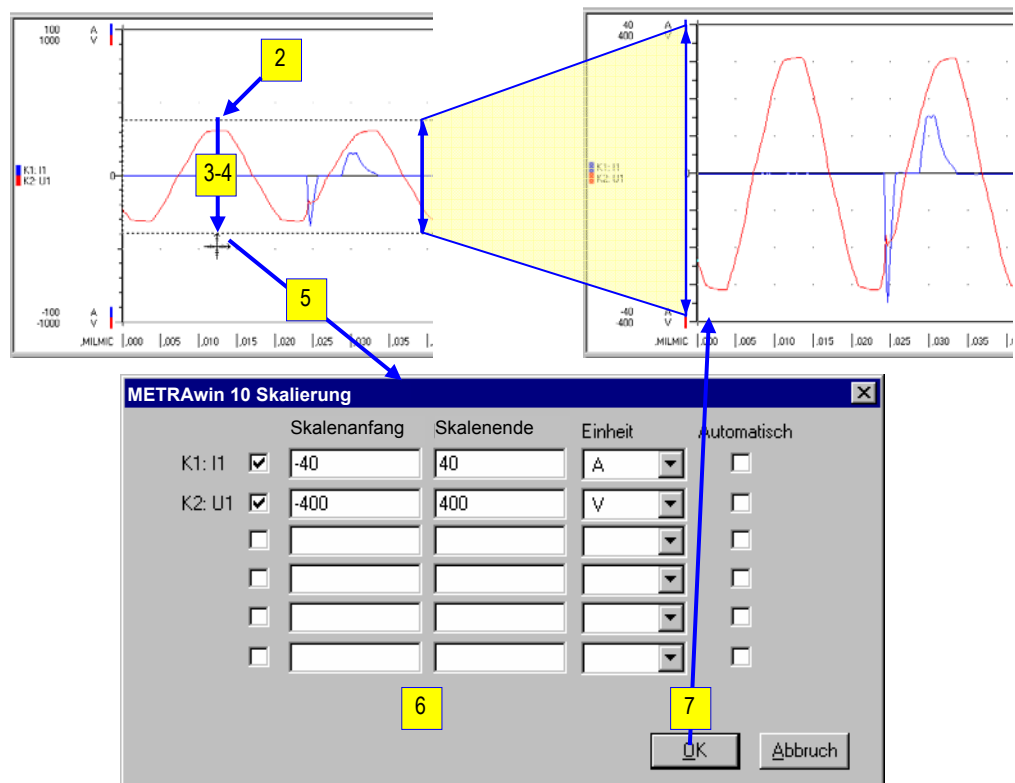 100 A
1000 V
2
K1: I1
K2: U1
0
3-4
5
-100 A
-1000 V
.MILMIC .000 .005 .010 .015 .020 .025 .030 .035
40 A
400 V
K1: I1
K2: U1
0
-40 A
-400 V
.MILMIC .000 .005 .010 .015 .020 .025 .030 .035
METRAwin 10 Skalierung
Skalenanfang Skalenende Einheit Automatisch
K1: I1 -40 40 A
K2: U1 -400 400 V
6
7
OK Abbruch